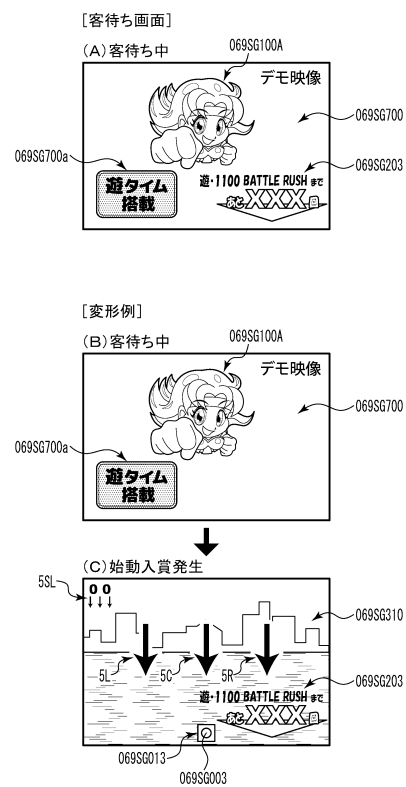 [客待ち画面]
(A)客待ち中
069SG100A
デモ映像
069SG700
069SG700a
069SG203
遊・1100 BATTLE RUSH まで
遊タイム
搭載
あと XXX 回
[変形例]
(B)客待ち中
069SG100A
デモ映像
069SG700
069SG700a
遊タイム
搭載
(C)始動入賞発生
5SL
0 0
069SG310
5L
5C
5R
069SG203
遊・1100 BATTLE RUSH まで
あと XXX 回
069SG013
069SG003